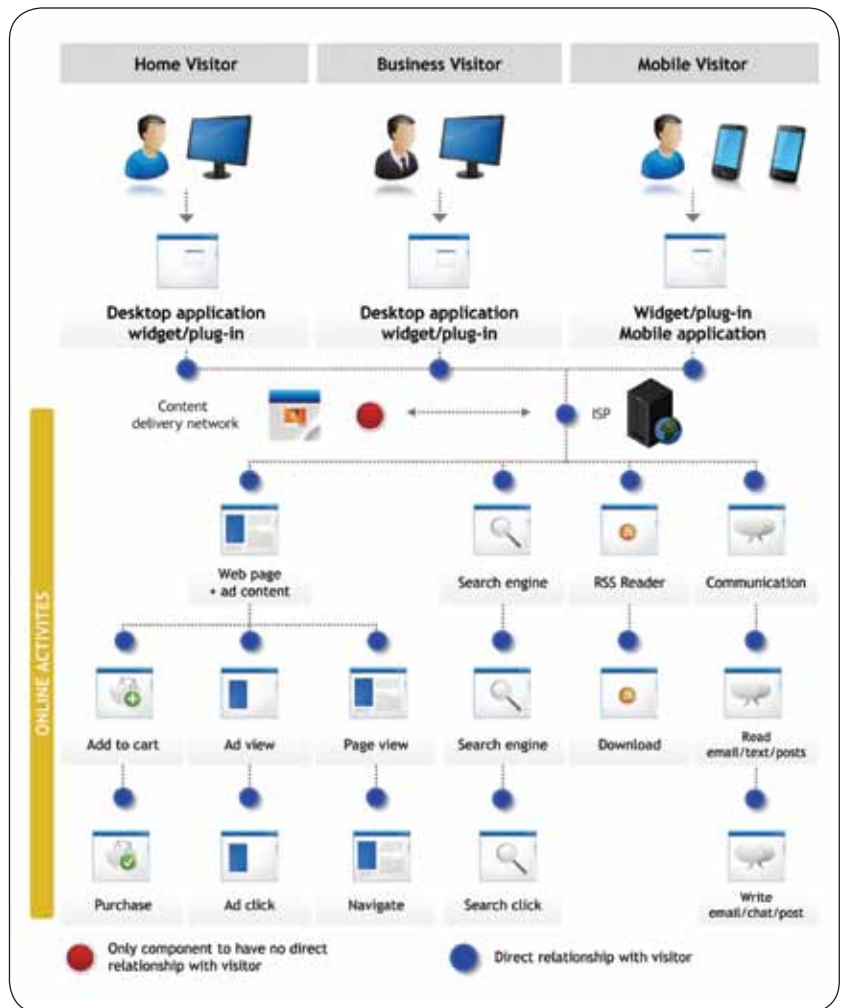 Home Visitor
Business Visitor
Mobile Visitor
Desktop application
widget/plug-in
Desktop application
widget/plug-in
Widget/plug-in
Mobile application
Content
delivery network
ISP
ONLINE ACTIVITES
Web page
+ ad content
Search engine
RSS Reader
Communication
Add to cart
Ad view
Page view
Search engine
Download
Read
email/text/posts
Purchase
Ad click
Navigate
Search click
Write
email/chat/post
Only component to have no direct
relationship with visitor
Direct relationship with visitor